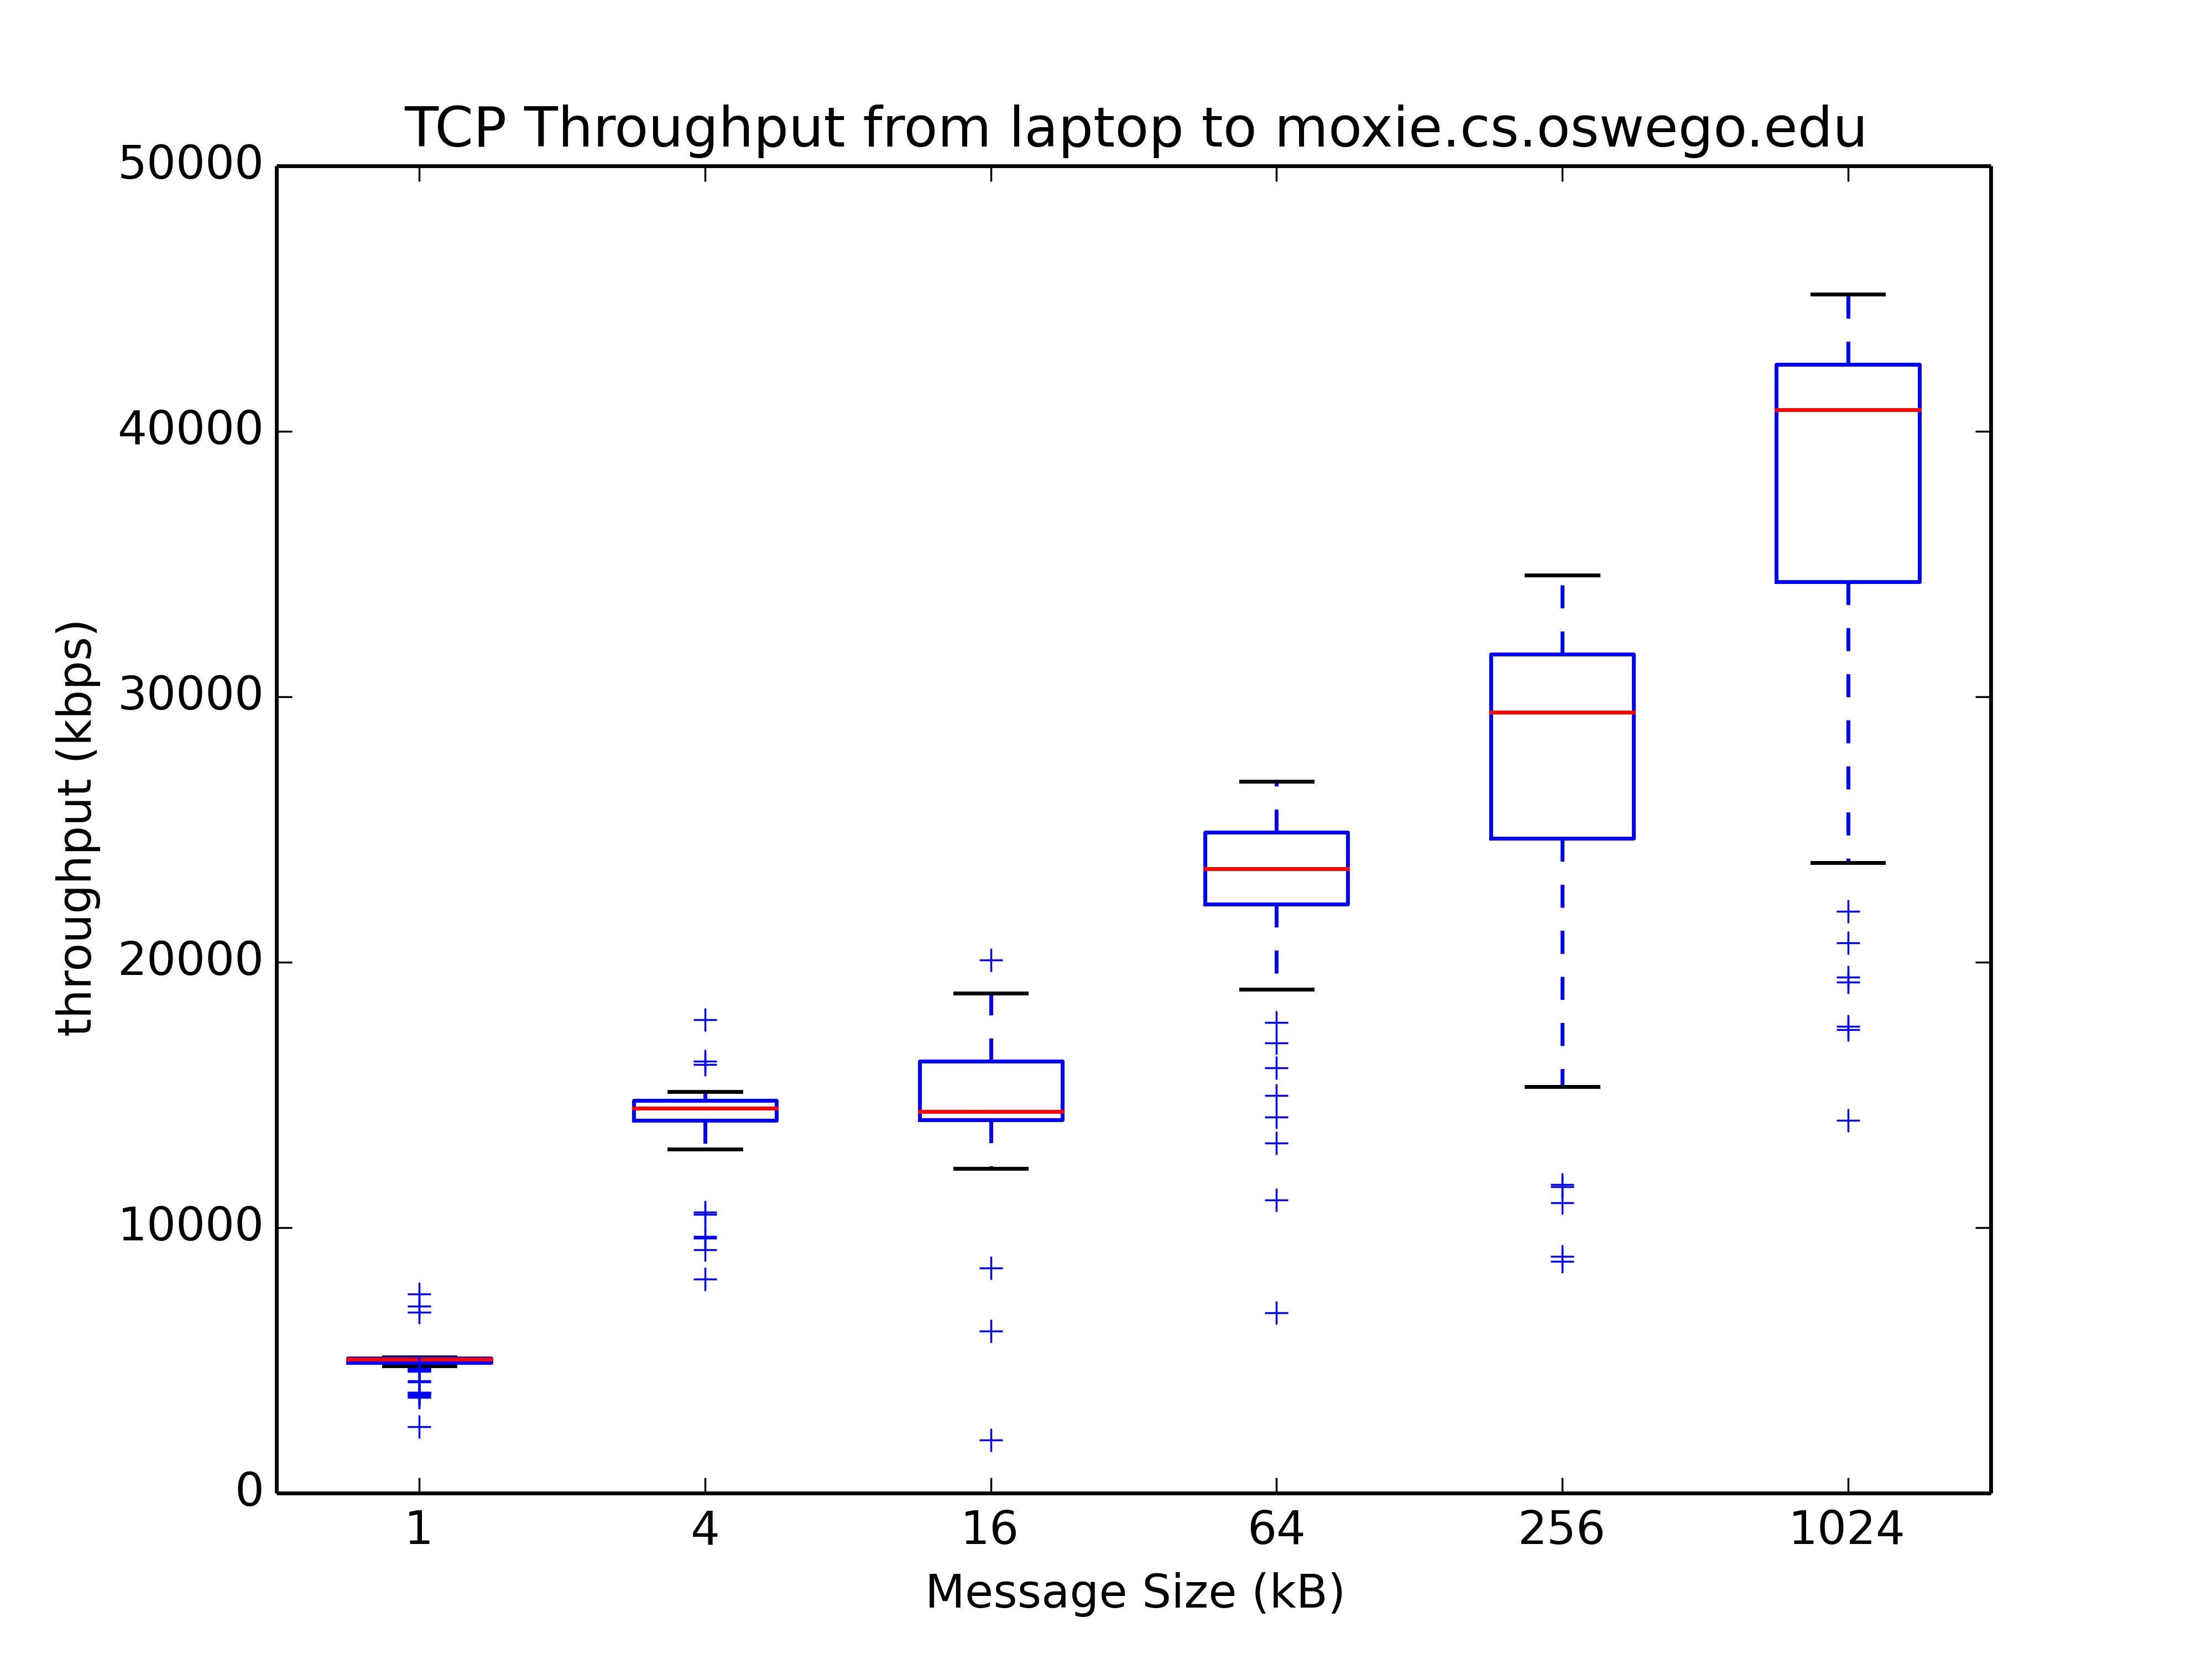 TCP Throughput from laptop to moxie.cs.oswego.edu
50000
40000
30000
20000
10000
0
throughput (kbps)
1 4 16 64 256 1024
Message Size (kB)